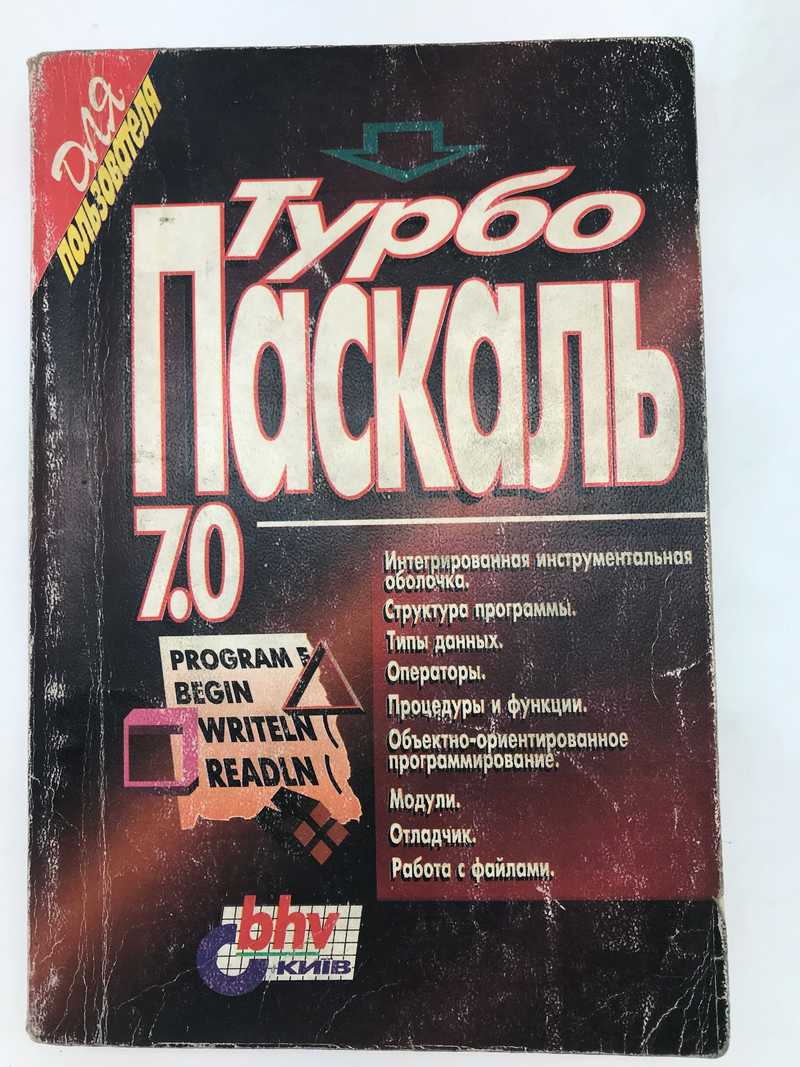 для
пользователя
Турбо
Паскаль
7.0
Интегрированная инструментальная
оболочка.
Структура программы.
Типы данных.
Операторы.
Процедуры и функции.
Объектно-ориентированное
программирование.
Модули.
Отладчик.
Работа с файлами.
PROGRAM
BEGIN
WRITELN (
READLN (
bhv
КИЇВ